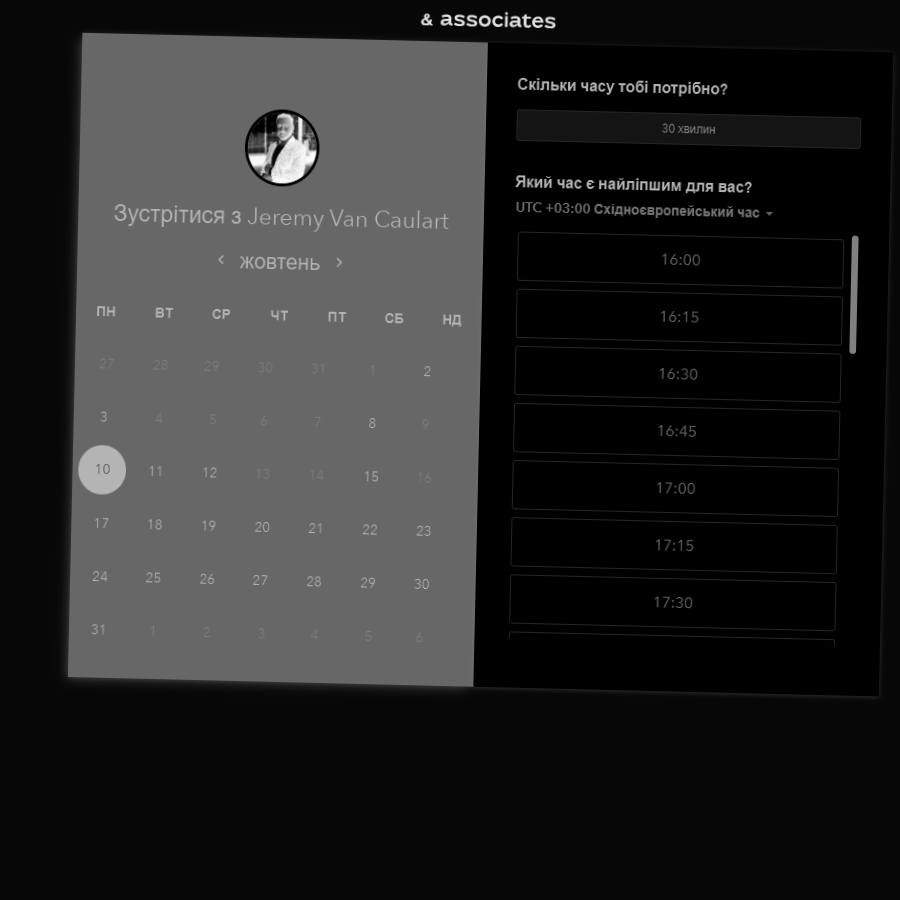 & associates
Зустрітися з Jeremy Van Caulart
жовтень
ПН ВТ СР ЧТ ПТ СБ НД
27 28 29 30 31 1 2
3 4 5 6 7 8 9
10 11 12 13 14 15 16
17 18 19 20 21 22 23
24 25 26 27 28 29 30
31 1 2 3 4 5 6
Скільки часу тобі потрібно?
30 хвилин
Який час є найліпшим для вас?
UTC +03:00 Східноєвропейський час
16:00
16:15
16:30
16:45
17:00
17:15
17:30